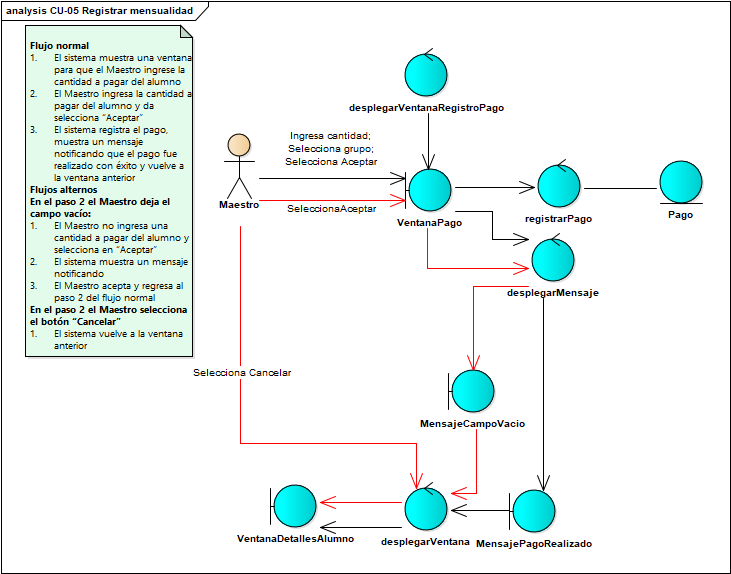 analysis CU-05 Registrar mensualidad
Flujo normal
1. El sistema muestra una ventana
para que el Maestro ingrese la
cantidad a pagar del alumno
2. El Maestro ingresa la cantidad a
pagar del alumno y da
selecciona “Aceptar”
3. El sistema registra el pago,
muestra un mensaje
notificando que el pago fue
realizado con éxito y vuelve a
la ventana anterior
Flujos alternos
En el paso 2 el Maestro deja el
campo vacío:
1. El Maestro no ingresa una
cantidad a pagar del alumno y
selecciona en “Aceptar”
2. El sistema muestra un mensaje
notificando
3. El Maestro acepta y regresa al
paso 2 del flujo normal
En el paso 2 el Maestro selecciona
el botón “Cancelar”
1. El sistema vuelve a la ventana
anterior
desplegarVentanaRegistroPago
Ingresa cantidad;
Selecciona grupo;
Selecciona Aceptar
Maestro
SeleccionaAceptar
VentanaPago
registrarPago
Pago
desplegarMensaje
Selecciona Cancelar
MensajeCampoVacio
VentanaDetallesAlumno
desplegarVentana
MensajePagoRealizado